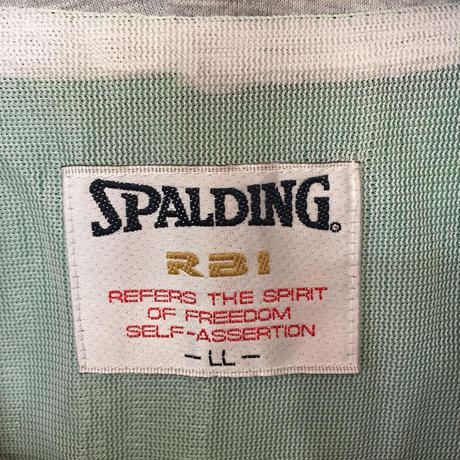 SPALDING
RBI
REFERS THE SPIRIT
OF FREEDOM
SELF-ASSERTION
- LL -